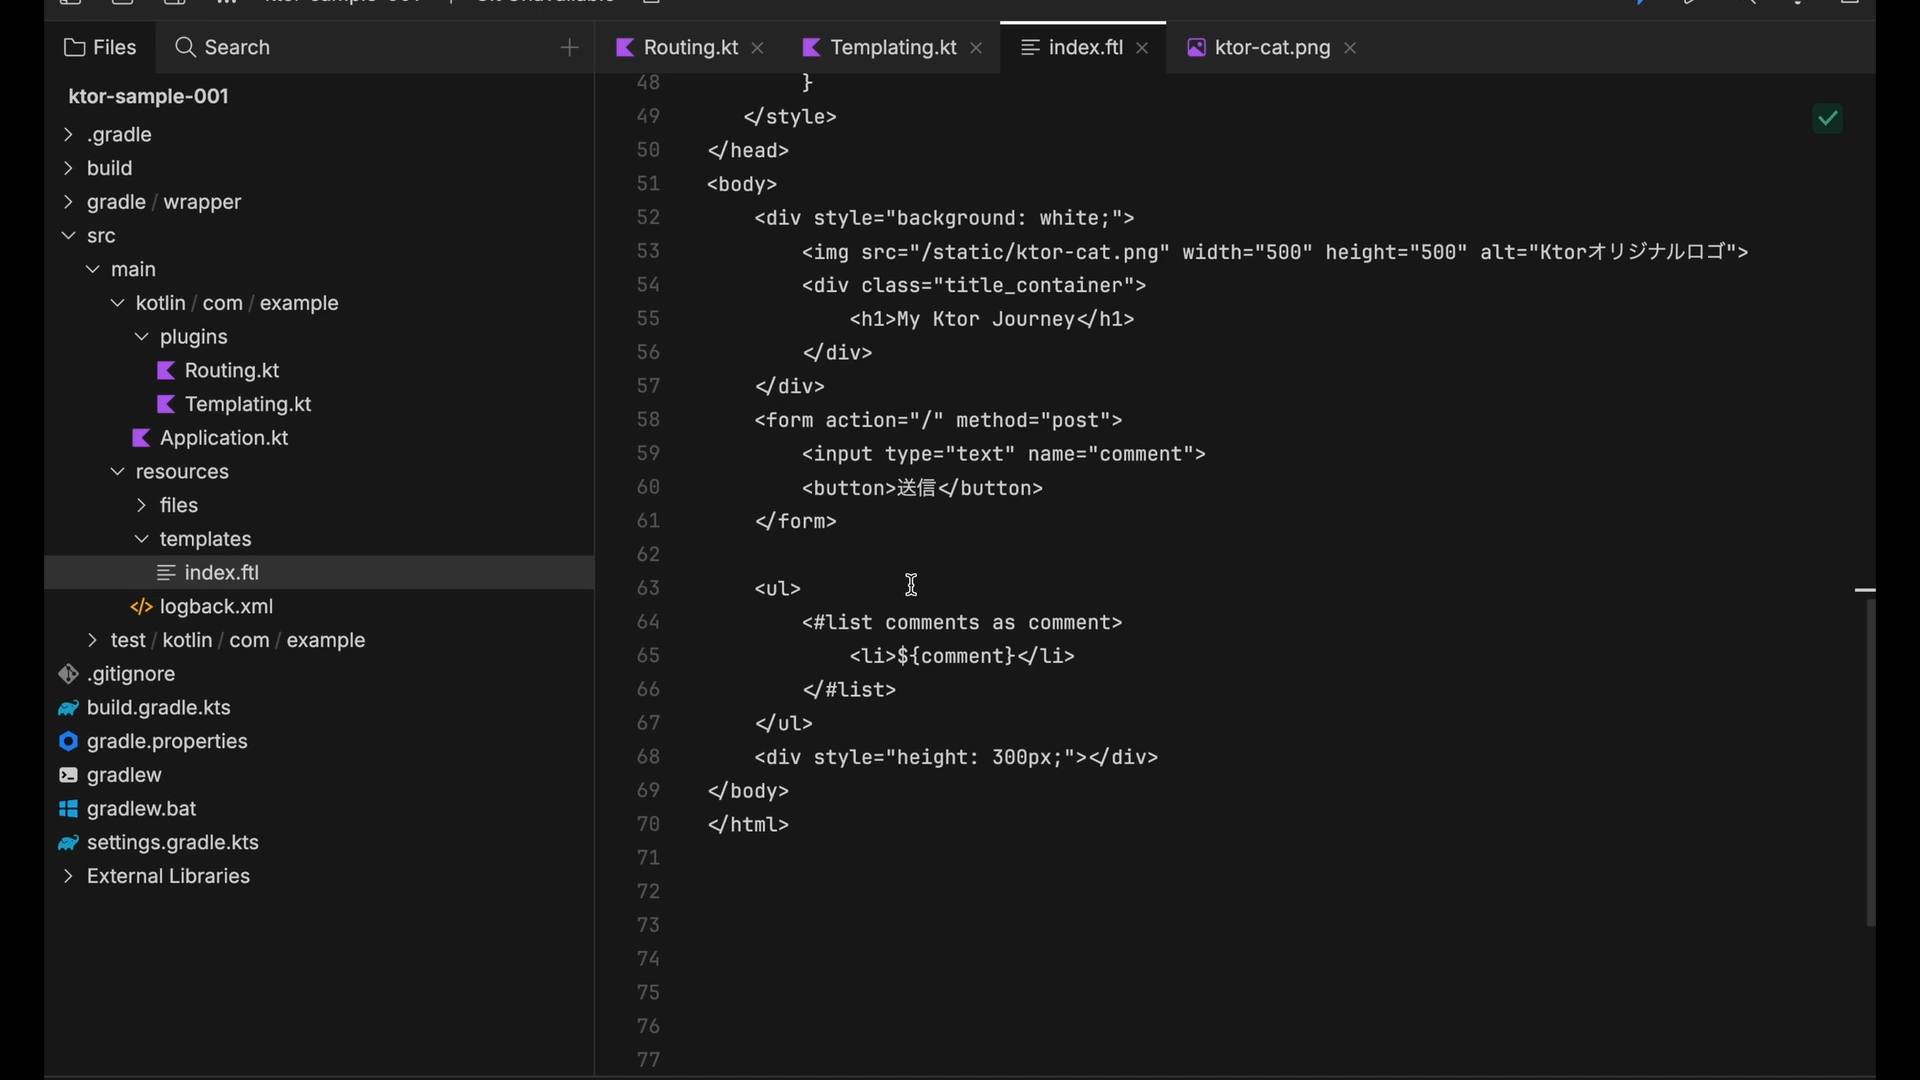 Files
Search
Routing.kt
Templating.kt
index.ftl
ktor-cat.png
ktor-sample-001
.gradle
build
gradle / wrapper
src
main
kotlin / com / example
plugins
Routing.kt
Templating.kt
Application.kt
resources
files
templates
index.ftl
logback.xml
test / kotlin / com / example
.gitignore
build.gradle.kts
gradle.properties
gradlew
gradlew.bat
settings.gradle.kts
External Libraries
48 }
49 </style>
50 </head>
51 <body>
52 <div style="background: white;">
53 <img src="/static/ktor-cat.png" width="500" height="500" alt="Ktorオリジナルロゴ">
54 <div class="title_container">
55 <h1>My Ktor Journey</h1>
56 </div>
57 </div>
58 <form action="/" method="post">
59 <input type="text" name="comment">
60 <button>送信</button>
61 </form>
62
63 <ul>
64 <#list comments as comment>
65 <li>${comment}</li>
66 </#list>
67 </ul>
68 <div style="height: 300px;"></div>
69 </body>
70 </html>
71
72
73
74
75
76
77